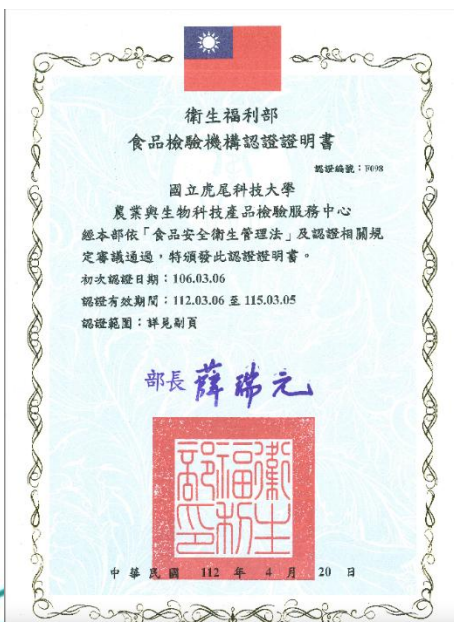 衛生福利部
食品檢驗機構認證證明書
認證編號：F098
國立虎尾科技大學
農業與生物科技產品檢驗服務中心
經本部依「食品安全衛生管理法」及認證相關規
定審議通過，特頒發此認證證明書。
初次認證日期：106.03.06
認證有效期間：112.03.06 至 115.03.05
認證範圍：詳見副頁
部長 薛瑞元
衛生福利部印
中華民國 112 年 4 月 20 日